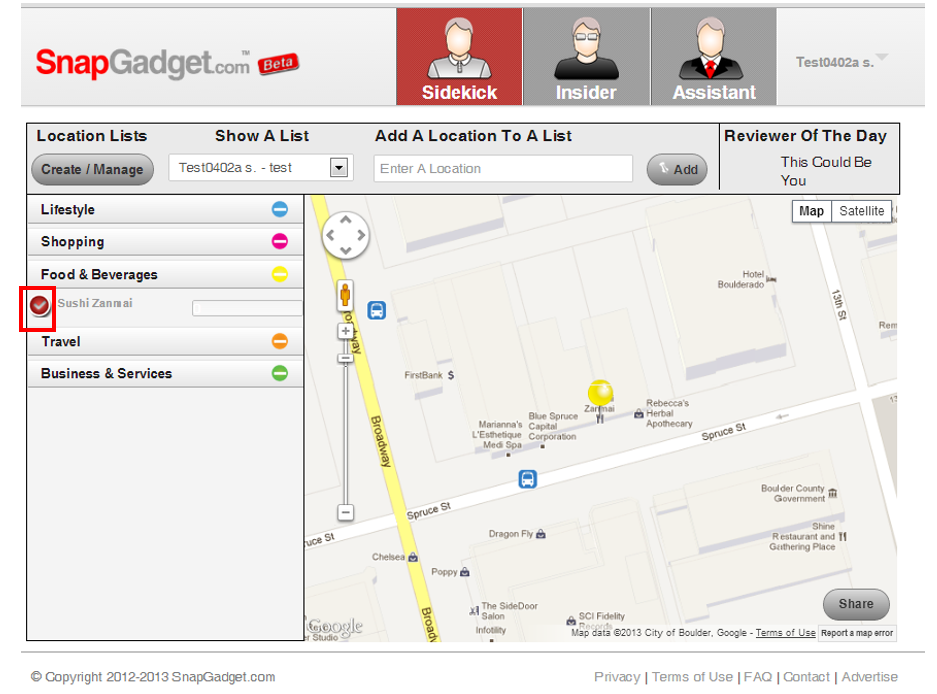 SnapGadget.com™ Beta
Sidekick
Insider
Assistant
Test0402a s.
Location Lists
Show A List
Add A Location To A List
Reviewer Of The Day
Create / Manage
Test0402a s. - test
Enter A Location
Add
This Could Be
You
Lifestyle
Shopping
Food & Beverages
Sushi Zanmai
Travel
Business & Services
Map
Satellite
Hotel
Boulderado
13th St
FirstBank $
Broadway
Zanmai
Rebecca's
Herbal
Apothecary
Blue Spruce
Capital
Corporation
Marianna's
L'Esthetique
Medi Spa
Spruce St
Boulder County
Government
Spruce St
Dragon Fly
Shine
Restaurant and
Gathering Place
Chelsea
Poppy
The SideDoor
Salon
Infotility
SCI Fidelity
Records
Share
Google
Map data ©2013 City of Boulder, Google - Terms of Use
Report a map error
© Copyright 2012-2013 SnapGadget.com
Privacy | Terms of Use | FAQ | Contact | Advertise